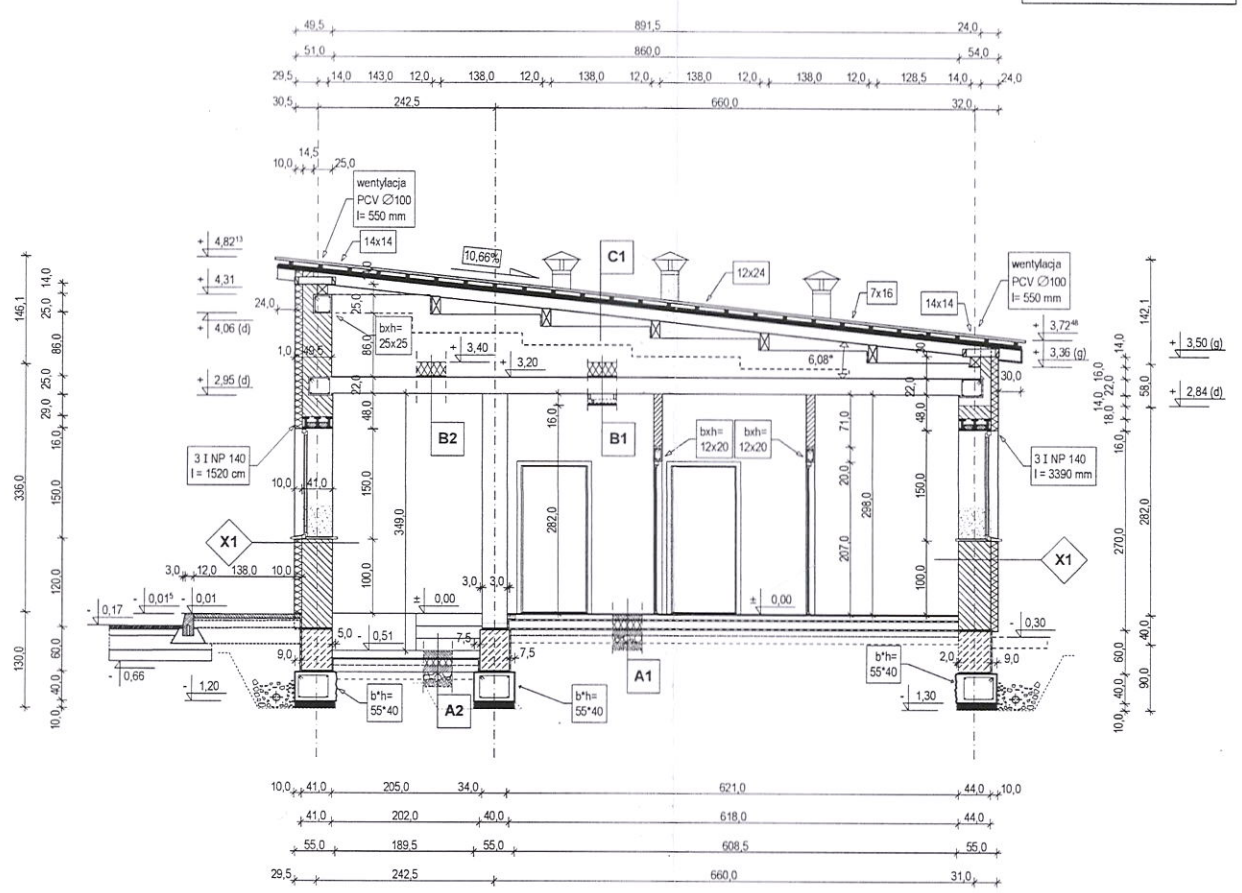 49,5 891,5 24,0
51,0 860,0 54,0
29,5 14,0 143,0 12,0 138,0 12,0 138,0 12,0 138,0 12,0 138,0 12,0 128,5 14,0 24,0
30,5 242,5 660,0 32,0
14,5
10,0 25,0
wentylacja
PCV Ø100
l= 550 mm
14x14
10,66%
C1
12x24
7x16
14x14
wentylacja
PCV Ø100
l= 550 mm
+ 4,82¹³
+ 4,31
24,0
+ 4,06 (d)
25,0
bxh=
25x25
86,0
1,0 49,5
+ 3,40
+ 3,20
6,08°
30
+ 3,72⁴⁸
+ 3,36 (g)
+ 3,50 (g)
30,0
+ 2,95 (d)
22,0
22,0
+ 2,84 (d)
48,0
16,0
B2
B1
bxh=
12x20
bxh=
12x20
71,0
48,0
3 I NP 140
l = 1520 cm
3 I NP 140
l = 3390 mm
10,0 41,0
150,0
349,0
282,0
20,0
298,0
150,0
207,0
X1
X1
100,0
100,0
3,0 12,0 138,0 10,0
3,0 3,0
- 0,17
- 0,01⁵
- 0,01
± 0,00
± 0,00
- 0,30
5,0
- 0,51
7,5
9,0
7,5
2,0 9,0
- 0,66
- 1,20
A2
A1
b*h=
55*40
b*h=
55*40
b*h=
55*40
- 1,30
146,1
336,0
130,0
14,0
25,0
86,0
25,0
29,0
16,0
150,0
120,0
60,0
40,0
10,0
14,0
16,0
22,0
14,0
18,0
16,0
270,0
60,0
40,0
10,0
142,1
58,0
282,0
40,0
90,0
10,0 41,0 205,0 34,0 621,0 44,0 10,0
41,0 202,0 40,0 618,0 44,0
55,0 189,5 55,0 608,5 55,0
29,5 242,5 660,0 31,0